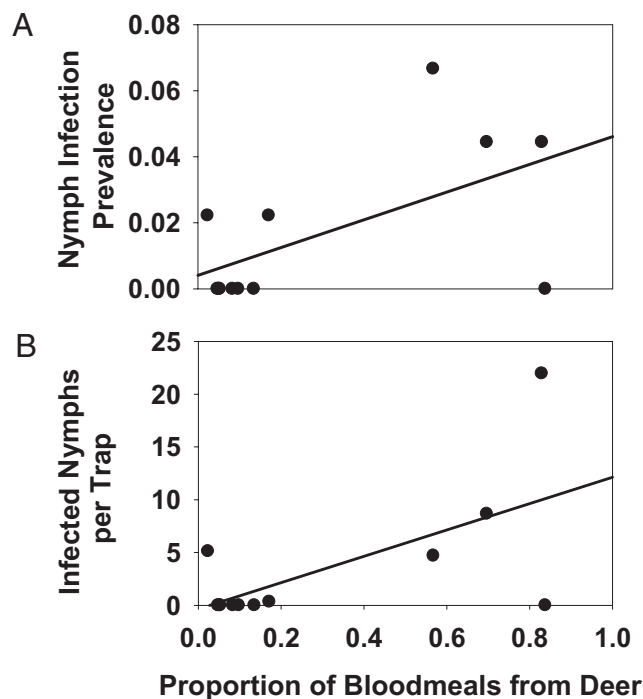 A
Nymph Infection
Prevalence
0.08
0.06
0.04
0.02
0.00
B
Infected Nymphs
per Trap
25
20
15
10
5
0
0.0 0.2 0.4 0.6 0.8 1.0
Proportion of Bloodmeals from Deer